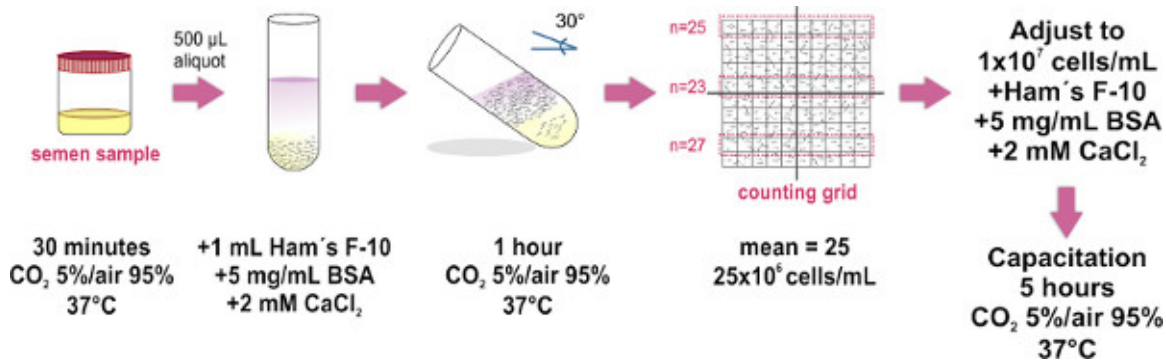 500 µL
aliquot
semen sample
30°
n=25
n=23
n=27
counting grid
Adjust to
1x10⁷ cells/mL
+Ham´s F-10
+5 mg/mL BSA
+2 mM CaCl₂
30 minutes
CO₂ 5%/air 95%
37°C
+1 mL Ham´s F-10
+5 mg/mL BSA
+2 mM CaCl₂
1 hour
CO₂ 5%/air 95%
37°C
mean = 25
25x10⁶ cells/mL
Capacitation
5 hours
CO₂ 5%/air 95%
37°C